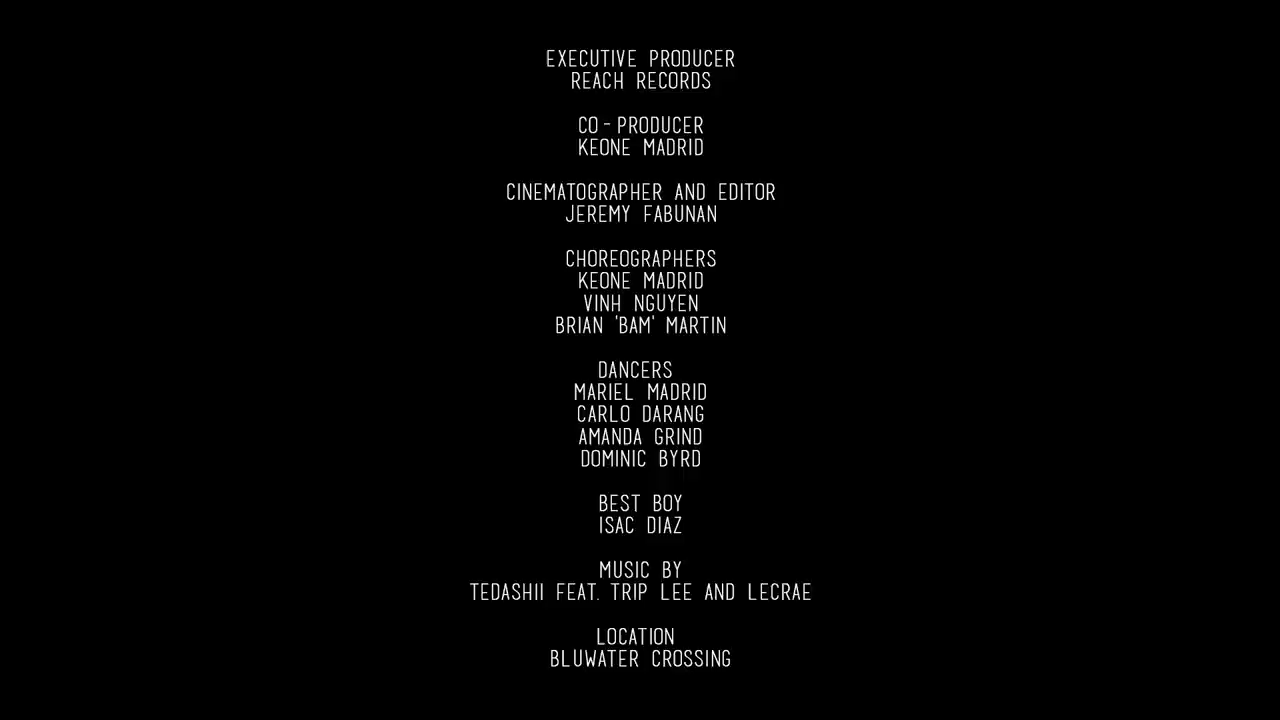 EXECUTIVE PRODUCER
REACH RECORDS
CO-PRODUCER
KEONE MADRID
CINEMATOGRAPHER AND EDITOR
JEREMY FABUNAN
CHOREOGRAPHERS
KEONE MADRID
VINH NGUYEN
BRIAN 'BAM' MARTIN
DANCERS
MARIEL MADRID
CARLO DARANG
AMANDA GRIND
DOMINIC BYRD
BEST BOY
ISAC DIAZ
MUSIC BY
TEDASHII FEAT. TRIP LEE AND LECRAE
LOCATION
BLUWATER CROSSING